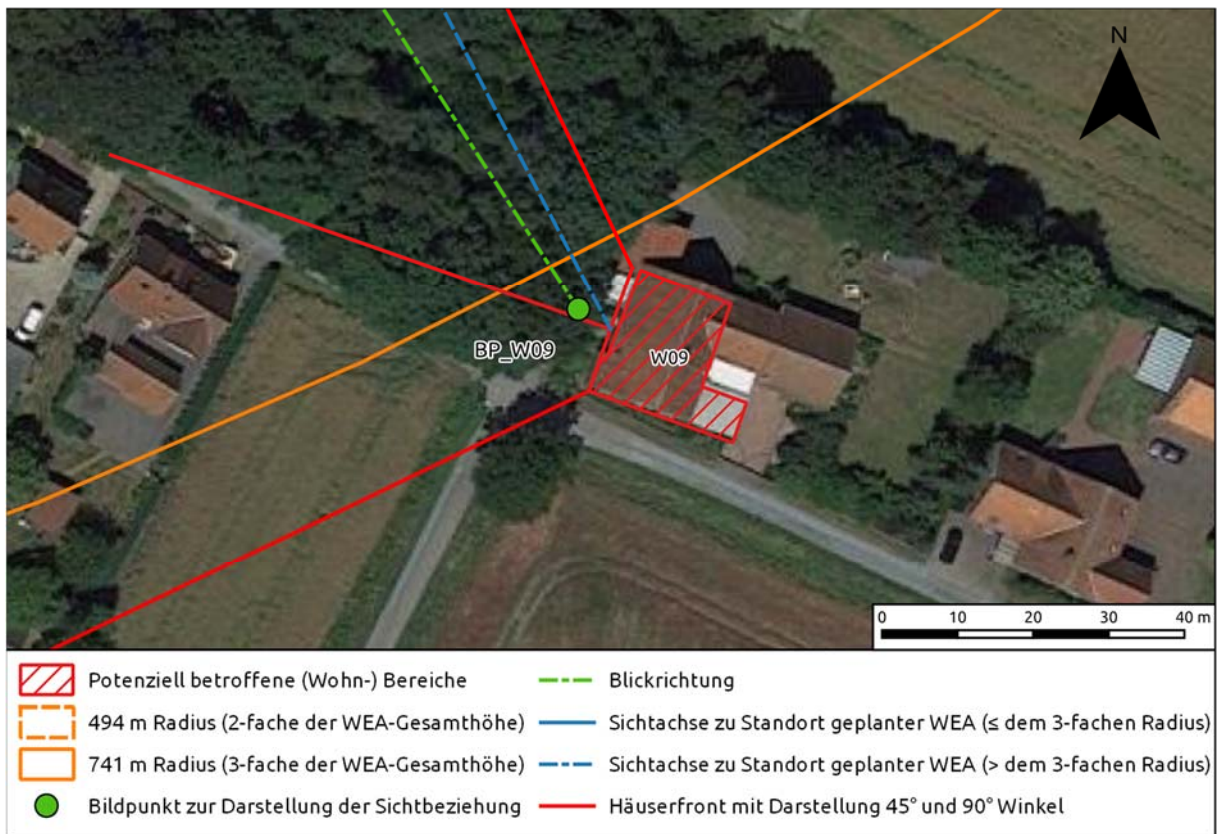 N
BP_W09
W09
0 10 20 30 40 m
Potenziell betroffene (Wohn-) Bereiche
494 m Radius (2-fache der WEA-Gesamthöhe)
741 m Radius (3-fache der WEA-Gesamthöhe)
Bildpunkt zur Darstellung der Sichtbeziehung
Blickrichtung
Sichtachse zu Standort geplanter WEA (≤ dem 3-fachen Radius)
Sichtachse zu Standort geplanter WEA (> dem 3-fachen Radius)
Häuserfront mit Darstellung 45° und 90° Winkel